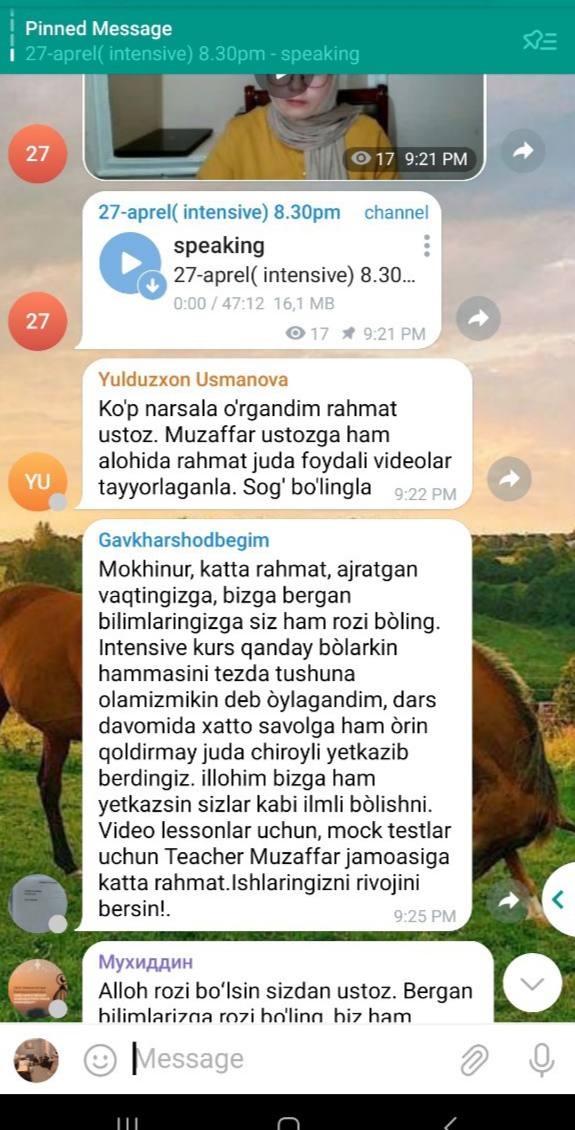 Pinned Message
27-aprel( intensive) 8.30pm - speaking
27
17 9:21 PM
27-aprel( intensive) 8.30pm channel
speaking
27-aprel( intensive) 8.30...
0:00 / 47:12 16,1 MB
27
17 9:21 PM
Yulduzxon Usmanova
Ko'p narsala o'rgandim rahmat
ustoz. Muzaffar ustozga ham
alohida rahmat juda foydali videolar
tayyorlaganla. Sog' bo'lingla 9:22 PM
YU
Gavkharshodbegim
Mokhinur, katta rahmat, ajratgan
vaqtingizga, bizga bergan
bilimlaringizga siz ham rozi bòling.
Intensive kurs qanday bòlarkin
hammasini tezda tushuna
olamizmikin deb òylagandim, dars
davomida xatto savolga ham òrin
qoldirmay juda chiroyli yetkazib
berdingiz. illohim bizga ham
yetkazsin sizlar kabi ilmli bòlishni.
Video lessonlar uchun, mock testlar
uchun Teacher Muzaffar jamoasiga
katta rahmat.Ishlaringizni rivojini
bersin!. 9:25 PM
Мухиддин
Alloh rozi boʻlsin sizdan ustoz. Bergan
bilimlarizga rozi bo'ling, biz ham
Message